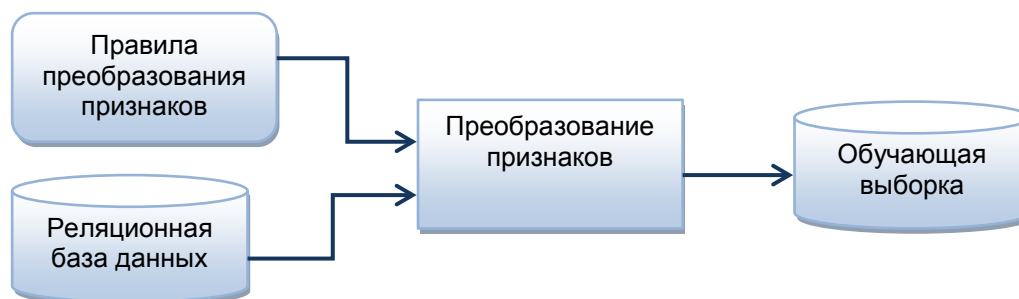 Правила
преобразования
признаков
Реляционная
база данных
Преобразование
признаков
Обучающая
выборка